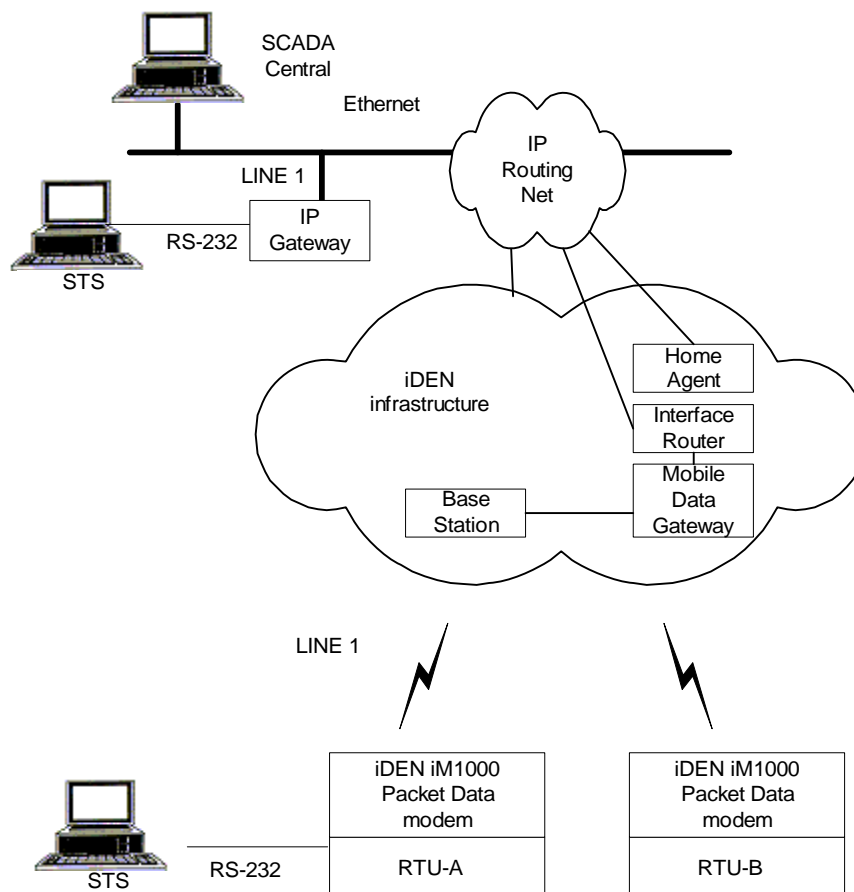 SCADA
Central
Ethernet
IP
Routing
Net
LINE 1
IP
Gateway
RS-232
STS
Home
Agent
iDEN
infrastructure
Interface
Router
Mobile
Data
Gateway
Base
Station
LINE 1
iDEN iM1000
Packet Data
modem
iDEN iM1000
Packet Data
modem
RTU-A
RTU-B
RS-232
STS